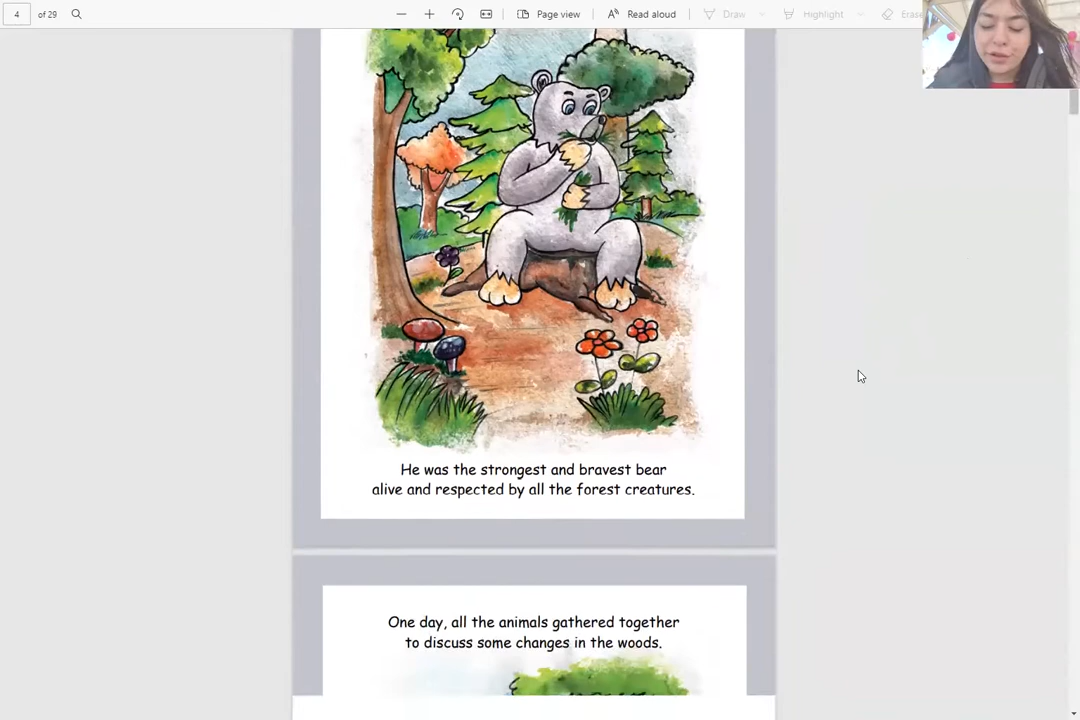 4
of 29
Page view
Read aloud
Draw
Highlight
Erase
He was the strongest and bravest bear
alive and respected by all the forest creatures.
One day, all the animals gathered together
to discuss some changes in the woods.